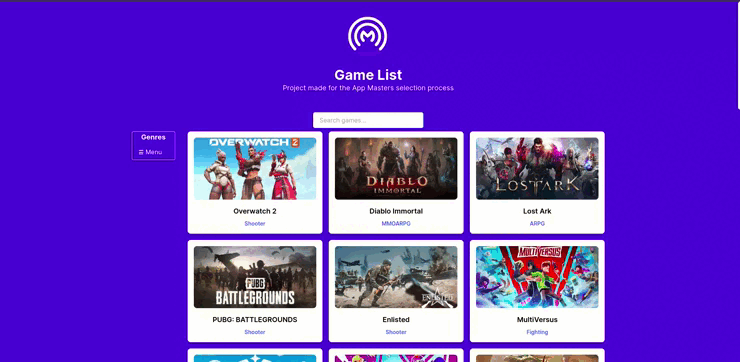 Game List
Project made for the App Masters selection process
Search games ..
Genres
☰ Menu
OVERWATCH 2
Overwatch 2
Shooter
DIABLO
IMMORTAL
Diablo Immortal
MMOARPG
LOST ARK
Lost Ark
ARPG
PUBG
BATTLEGROUNDS
PUBG: BATTLEGROUNDS
Shooter
ENLISTED
Enlisted
Shooter
MULTIVERSUS
MultiVersus
Fighting